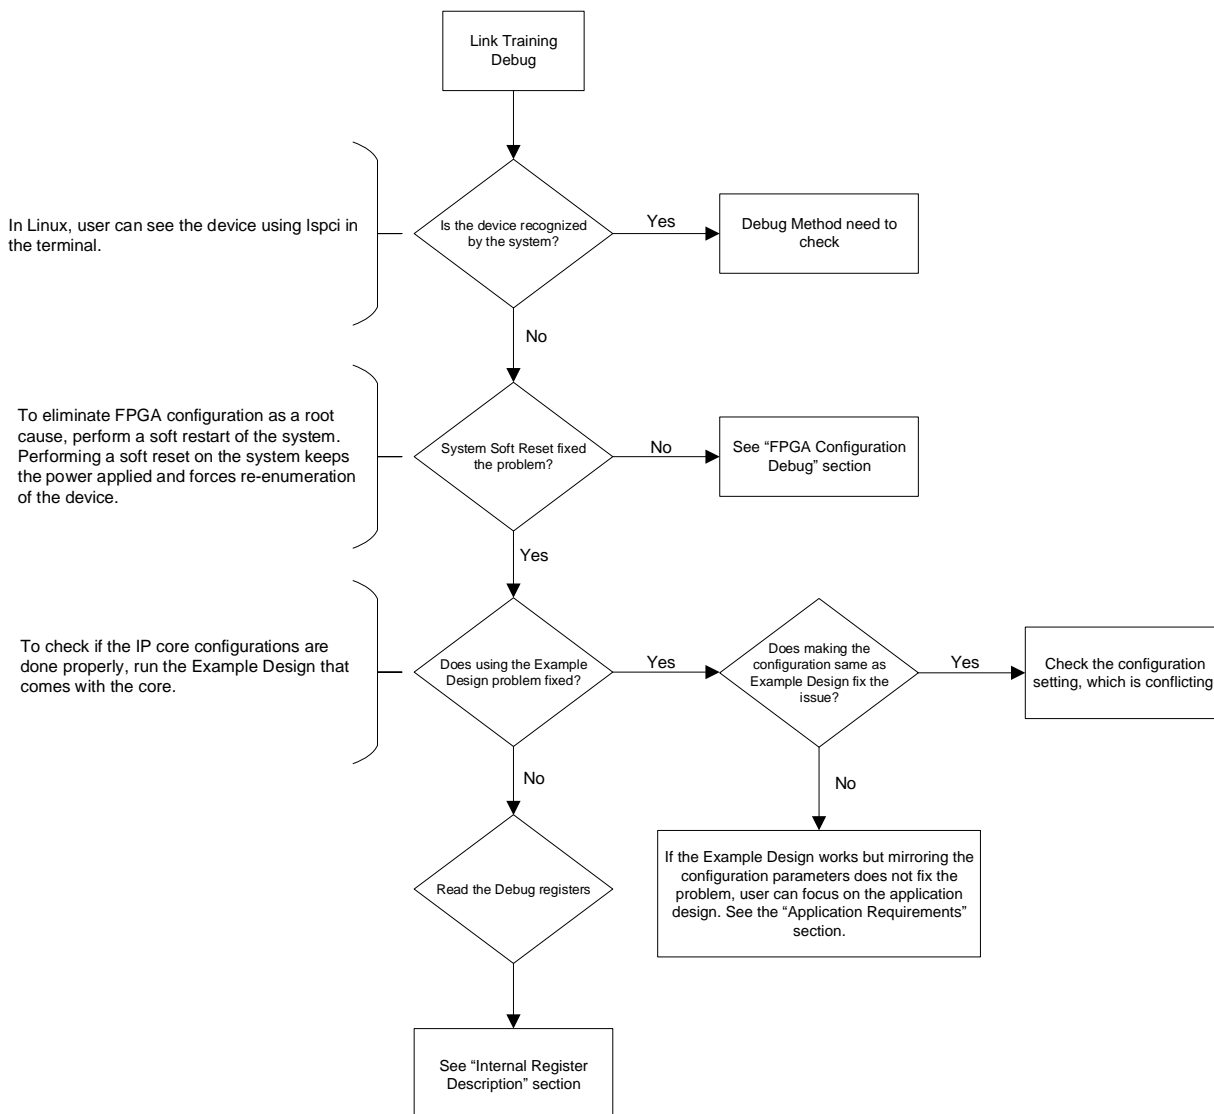 Link Training
Debug
In Linux, user can see the device using lspci in
the terminal.
Is the device recognized
by the system?
Yes
Debug Method need to
check
No
To eliminate FPGA configuration as a root
cause, perform a soft restart of the system.
Performing a soft reset on the system keeps
the power applied and forces re-enumeration
of the device.
System Soft Reset fixed
the problem?
No
See “FPGA Configuration
Debug” section
Yes
To check if the IP core configurations are
done properly, run the Example Design that
comes with the core.
Does using the Example
Design problem fixed?
Yes
Does making the
configuration same as
Example Design fix the
issue?
Yes
Check the configuration
setting, which is conflicting
No
No
Read the Debug registers
If the Example Design works but mirroring the
configuration parameters does not fix the
problem, user can focus on the application
design. See the “Application Requirements”
section.
See “Internal Register
Description” section